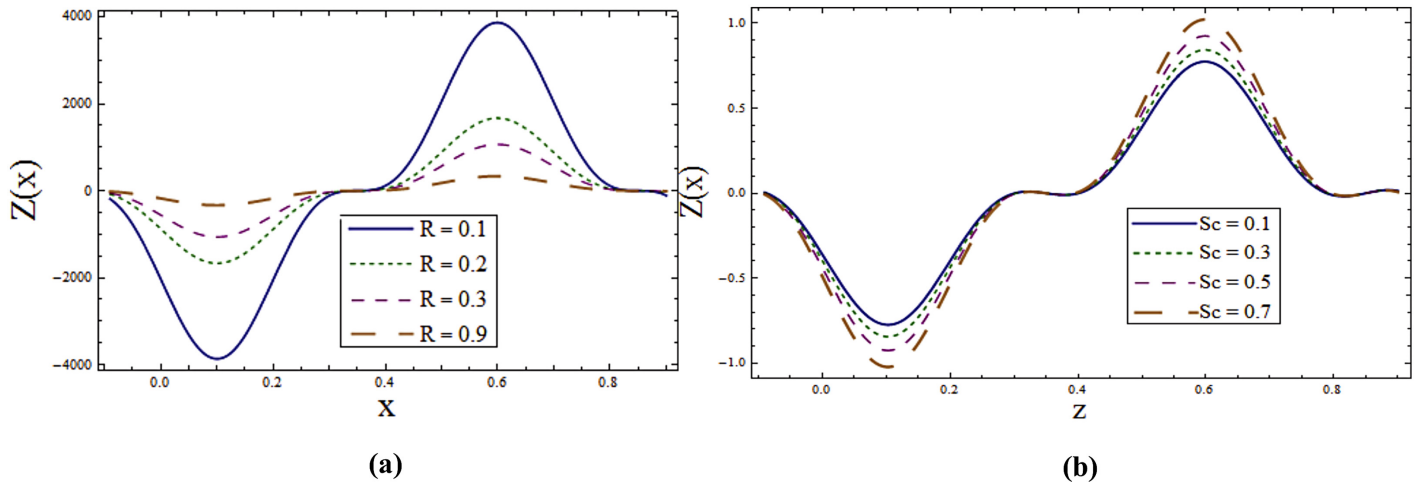 4000
2000
0
−2000
−4000
Z(x)
R = 0.1
R = 0.2
R = 0.3
R = 0.9
0.0 0.2 0.4 0.6 0.8
x
(a)
1.0
0.5
0.0
−0.5
−1.0
Z(x)
Sc = 0.1
Sc = 0.3
Sc = 0.5
Sc = 0.7
0.0 0.2 0.4 0.6 0.8
z
(b)